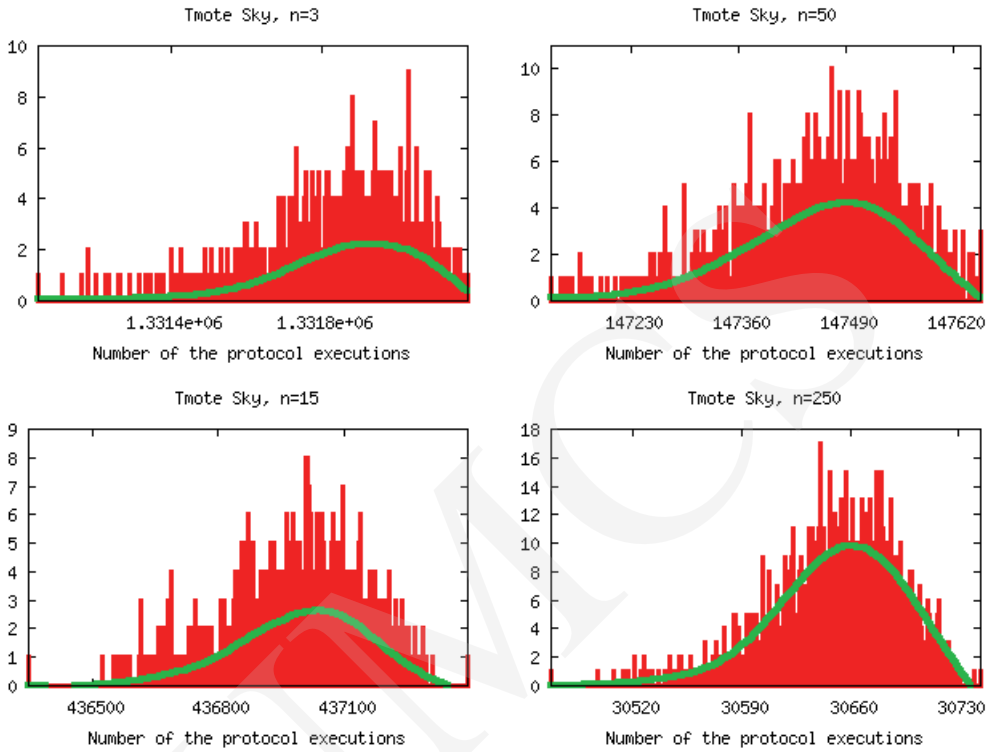 Tmote Sky, n=3
10
8
6
4
2
0
1.3314e+06 1.3318e+06
Number of the protocol executions
Tmote Sky, n=50
10
8
6
4
2
0
147230 147360 147490 147620
Number of the protocol executions
Tmote Sky, n=15
9
8
7
6
5
4
3
2
1
0
436500 436800 437100
Number of the protocol executions
Tmote Sky, n=250
18
16
14
12
10
8
6
4
2
0
30520 30590 30660 30730
Number of the protocol executions
UMCS